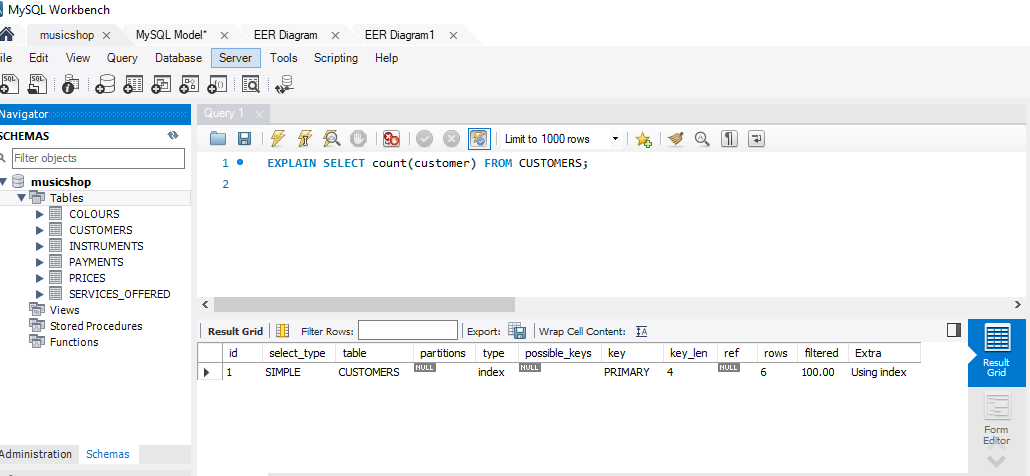 MySQL Workbench
musicshop MySQL Model* EER Diagram EER Diagram1
ile Edit View Query Database Server Tools Scripting Help
Navigator
SCHEMAS
Filter objects
musicshop
Tables
COLOURS
CUSTOMERS
INSTRUMENTS
PAYMENTS
PRICES
SERVICES_OFFERED
Views
Stored Procedures
Functions
Administration Schemas
Query 1
Limit to 1000 rows
1 EXPLAIN SELECT count(customer) FROM CUSTOMERS;
2
Result Grid Filter Rows: Export: Wrap Cell Content: IA
id select_type table partitions type possible_keys key key_len ref rows filtered Extra
1 SIMPLE CUSTOMERS NULL index NULL PRIMARY 4 NULL 6 100.00 Using index
Result
Grid
Form
Editor